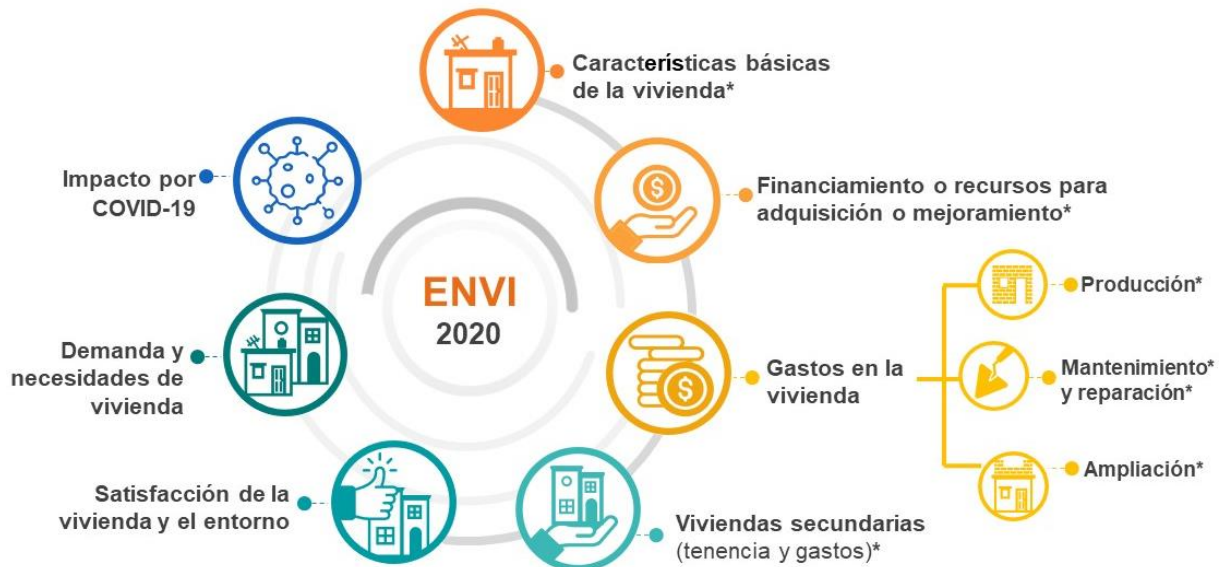 Características básicas
de la vivienda*
Impacto por
COVID-19
Financiamiento o recursos para
adquisición o mejoramiento*
ENVI
2020
Producción*
Demanda y
necesidades de
vivienda
Gastos en la
vivienda
Mantenimiento*
y reparación*
Ampliación*
Satisfacción de la
vivienda y el entorno
Viviendas secundarias
(tenencia y gastos)*